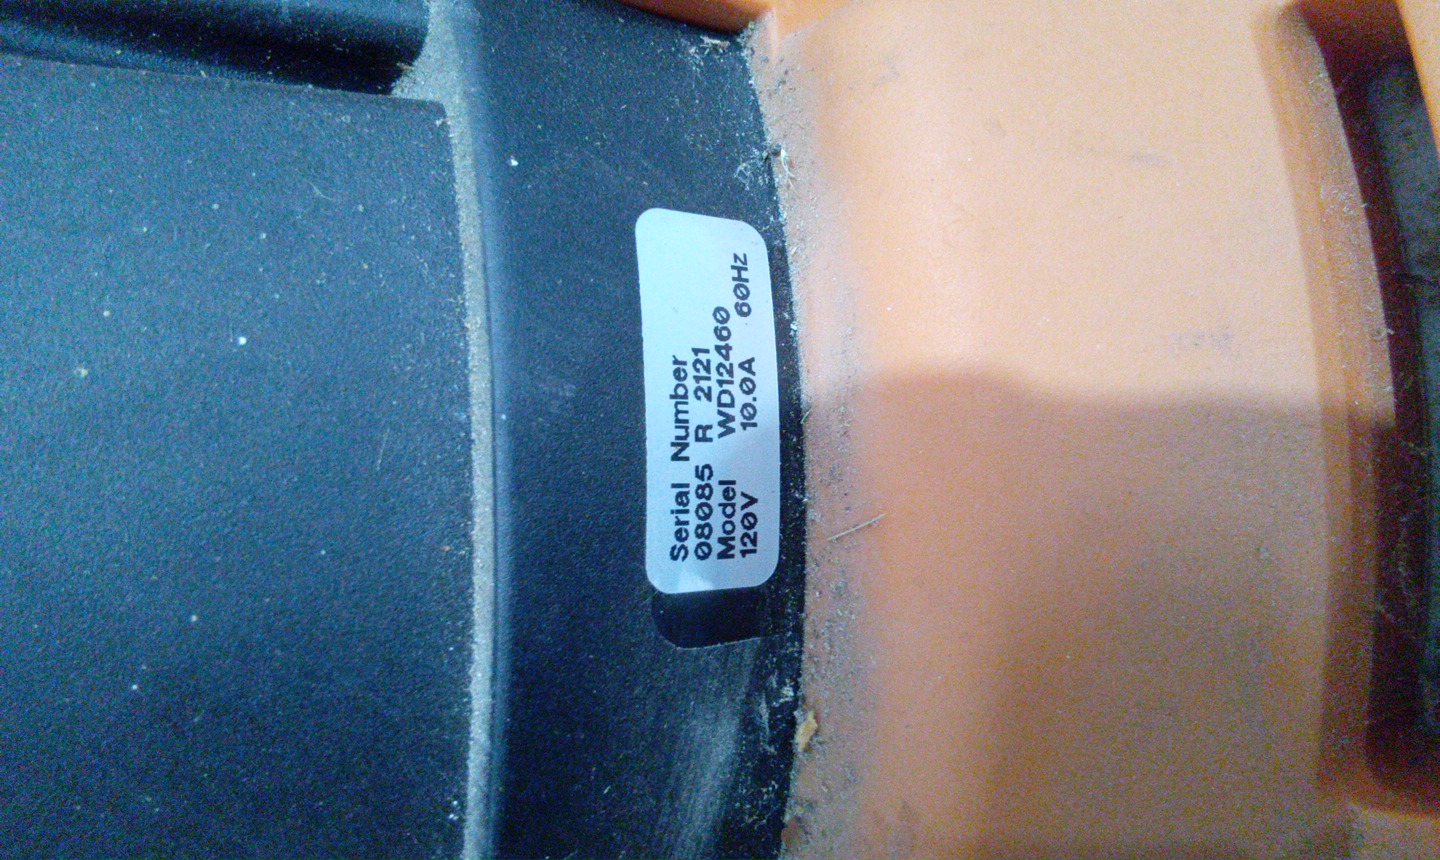 Serial Number
08085 R 2121
Model WD12460
120V 10.0A 60Hz